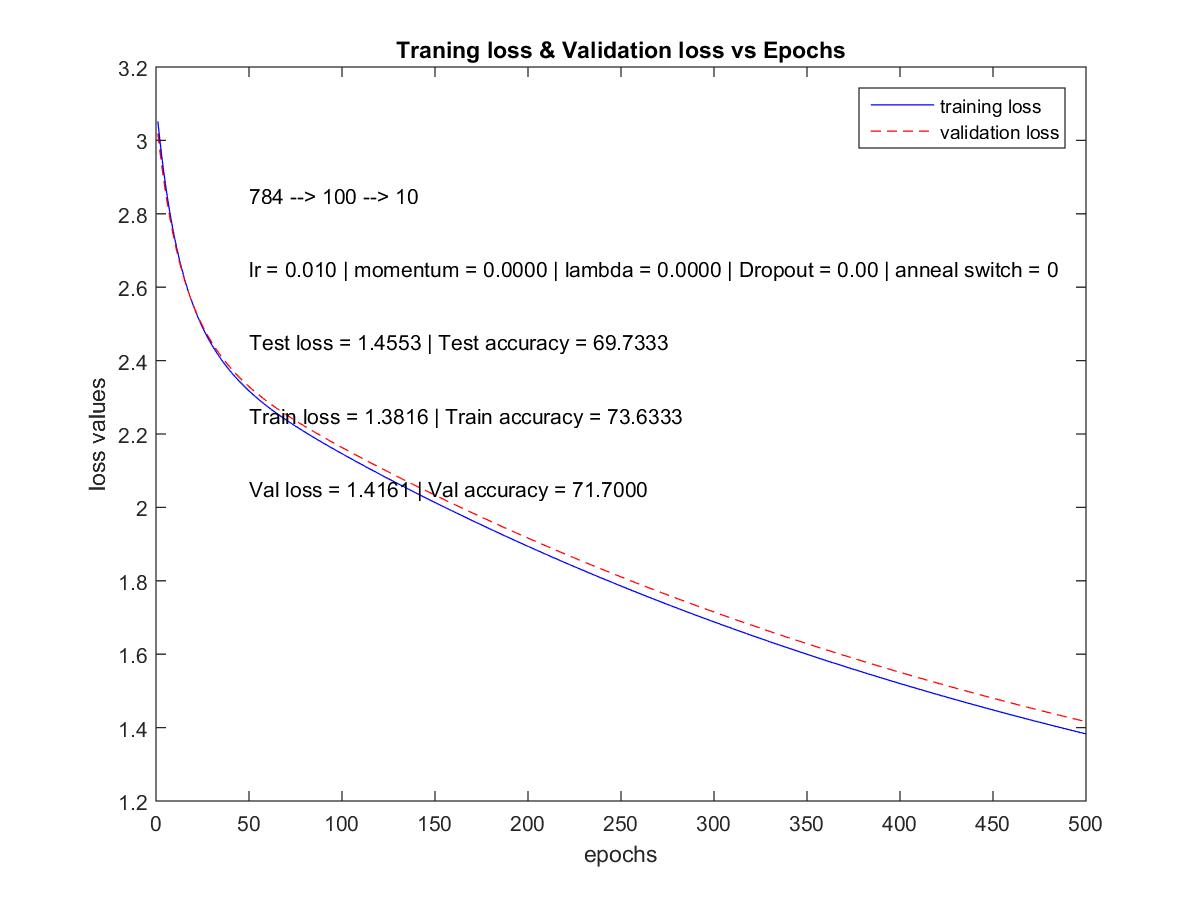 Traning loss & Validation loss vs Epochs
3.2
3
2.8
2.6
2.4
2.2
2
1.8
1.6
1.4
1.2
loss values
training loss
validation loss
784 --> 100 --> 10
lr = 0.010 | momentum = 0.0000 | lambda = 0.0000 | Dropout = 0.00 | anneal switch = 0
Test loss = 1.4553 | Test accuracy = 69.7333
Train loss = 1.3816 | Train accuracy = 73.6333
Val loss = 1.4161 | Val accuracy = 71.7000
0 50 100 150 200 250 300 350 400 450 500
epochs